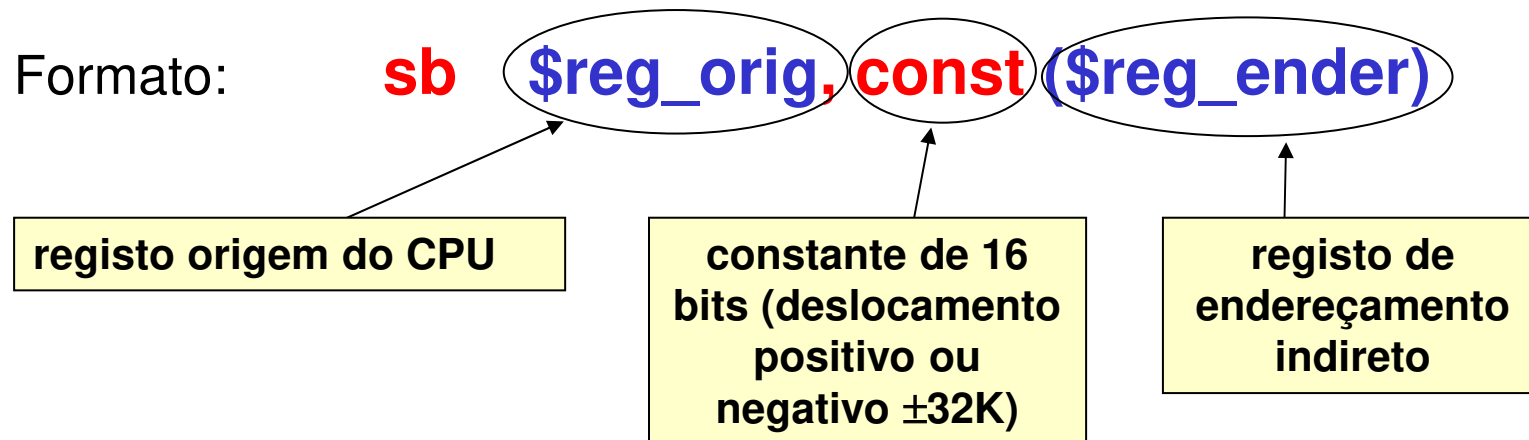 Formato: sb $reg_orig, const ($reg_ender)
registo origem do CPU
constante de 16
bits (deslocamento
positivo ou
negativo ±32K)
registo de
endereçamento
indireto